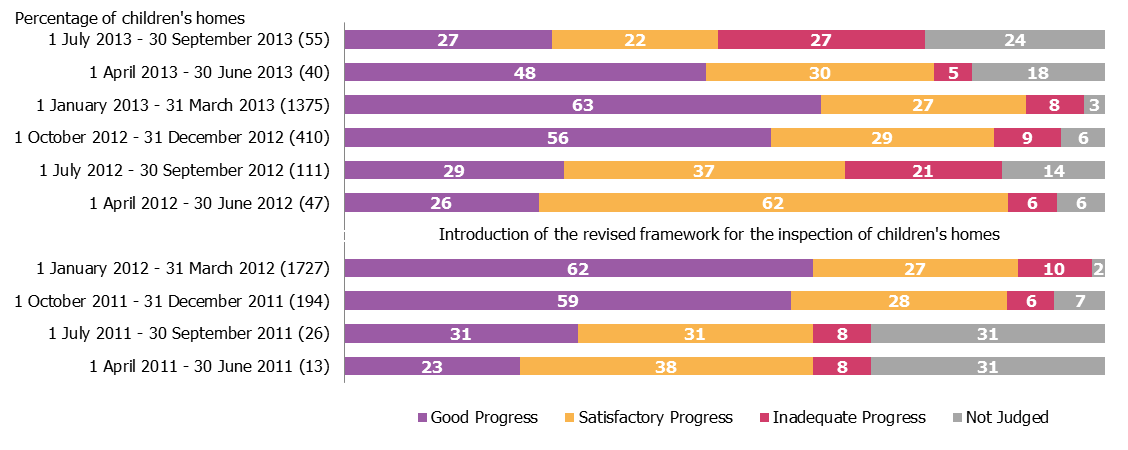 Percentage of children's homes
1 July 2013 - 30 September 2013 (55) 27 22 27 24
1 April 2013 - 30 June 2013 (40) 48 30 5 18
1 January 2013 - 31 March 2013 (1375) 63 27 8 3
1 October 2012 - 31 December 2012 (410) 56 29 9 6
1 July 2012 - 30 September 2012 (111) 29 37 21 14
1 April 2012 - 30 June 2012 (47) 26 62 6 6
Introduction of the revised framework for the inspection of children's homes
1 January 2012 - 31 March 2012 (1727) 62 27 10 2
1 October 2011 - 31 December 2011 (194) 59 28 6 7
1 July 2011 - 30 September 2011 (26) 31 31 8 31
1 April 2011 - 30 June 2011 (13) 23 38 8 31
Good Progress Satisfactory Progress Inadequate Progress Not Judged